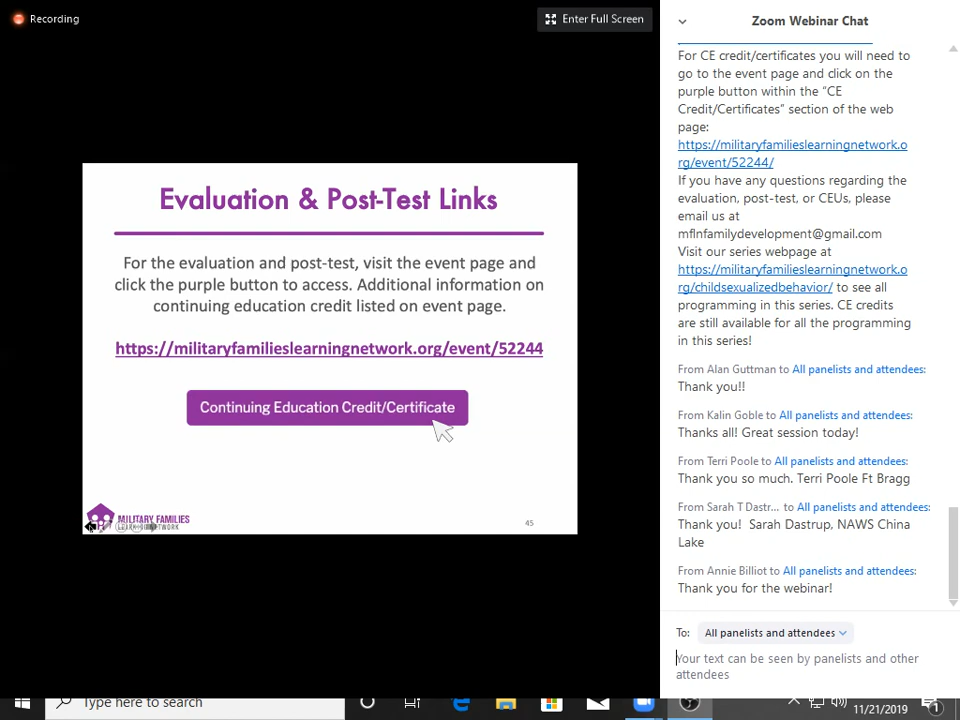 Recording
Enter Full Screen
Evaluation & Post-Test Links
For the evaluation and post-test, visit the event page and
click the purple button to access. Additional information on
continuing education credit listed on event page.
https://militaryfamilieslearningnetwork.org/event/52244
Continuing Education Credit/Certificate
MILITARY FAMILIES
45
Zoom Webinar Chat
For CE credit/certificates you will need to
go to the event page and click on the
purple button within the “CE
Credit/Certificates” section of the web
page:
https://militaryfamilieslearningnetwork.o
rg/event/52244/
If you have any questions regarding the
evaluation, post-test, or CEUs, please
email us at
mflnfamilydevelopment@gmail.com
Visit our series webpage at
https://militaryfamilieslearningnetwork.o
rg/childsexualizedbehavior/ to see all
programming in this series. CE credits
are still available for all the programming
in this series!
From Alan Guttman to All panelists and attendees:
Thank you!!
From Kalin Goble to All panelists and attendees:
Thanks all! Great session today!
From Terri Poole to All panelists and attendees:
Thank you so much. Terri Poole Ft Bragg
From Sarah T Dastr... to All panelists and attendees:
Thank you! Sarah Dastrup, NAWS China
Lake
From Annie Billiot to All panelists and attendees:
Thank you for the webinar!
To: All panelists and attendees
Your text can be seen by panelists and other
attendees
Type here to search
11/21/2019
1